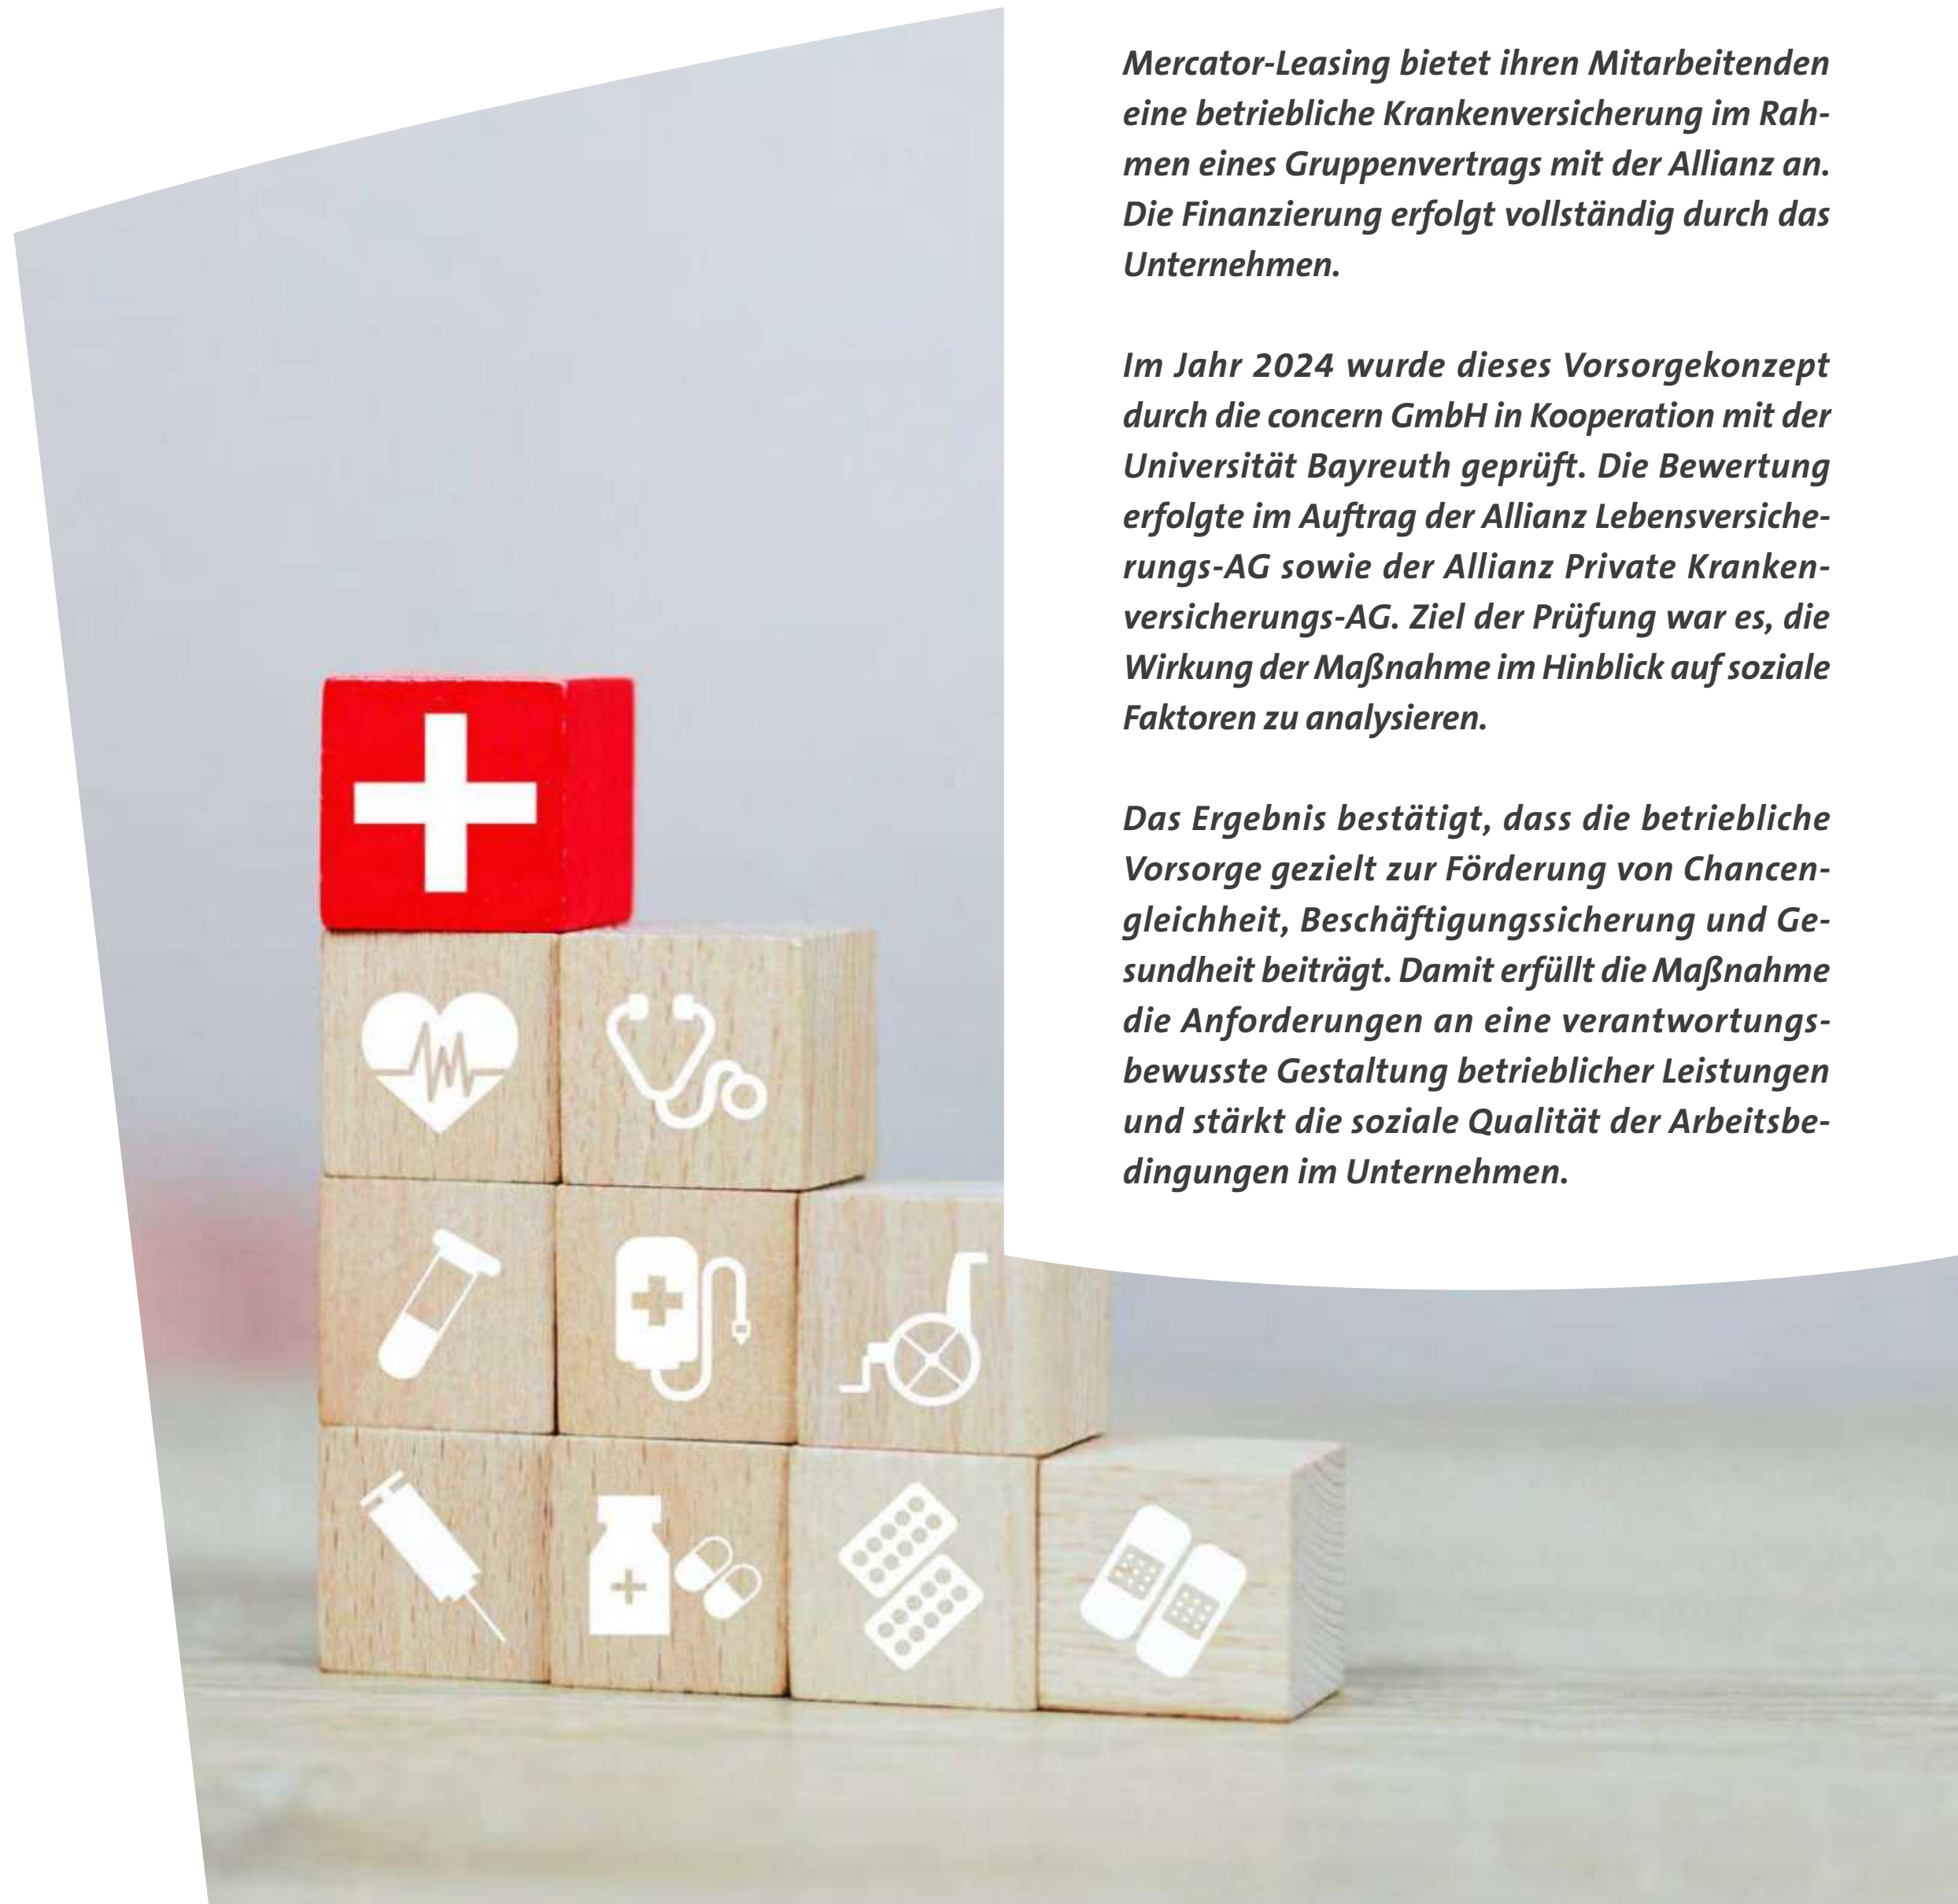 Mercator-Leasing bietet ihren Mitarbeitenden
eine betriebliche Krankenversicherung im Rah-
men eines Gruppenvertrags mit der Allianz an.
Die Finanzierung erfolgt vollständig durch das
Unternehmen.
Im Jahr 2024 wurde dieses Vorsorgekonzept
durch die concern GmbH in Kooperation mit der
Universität Bayreuth geprüft. Die Bewertung
erfolgte im Auftrag der Allianz Lebensversiche-
rungs-AG sowie der Allianz Private Kranken-
versicherungs-AG. Ziel der Prüfung war es, die
Wirkung der Maßnahme im Hinblick auf soziale
Faktoren zu analysieren.
Das Ergebnis bestätigt, dass die betriebliche
Vorsorge gezielt zur Förderung von Chancen-
gleichheit, Beschäftigungssicherung und Ge-
sundheit beiträgt. Damit erfüllt die Maßnahme
die Anforderungen an eine verantwortungs-
bewusste Gestaltung betrieblicher Leistungen
und stärkt die soziale Qualität der Arbeitsbe-
dingungen im Unternehmen.